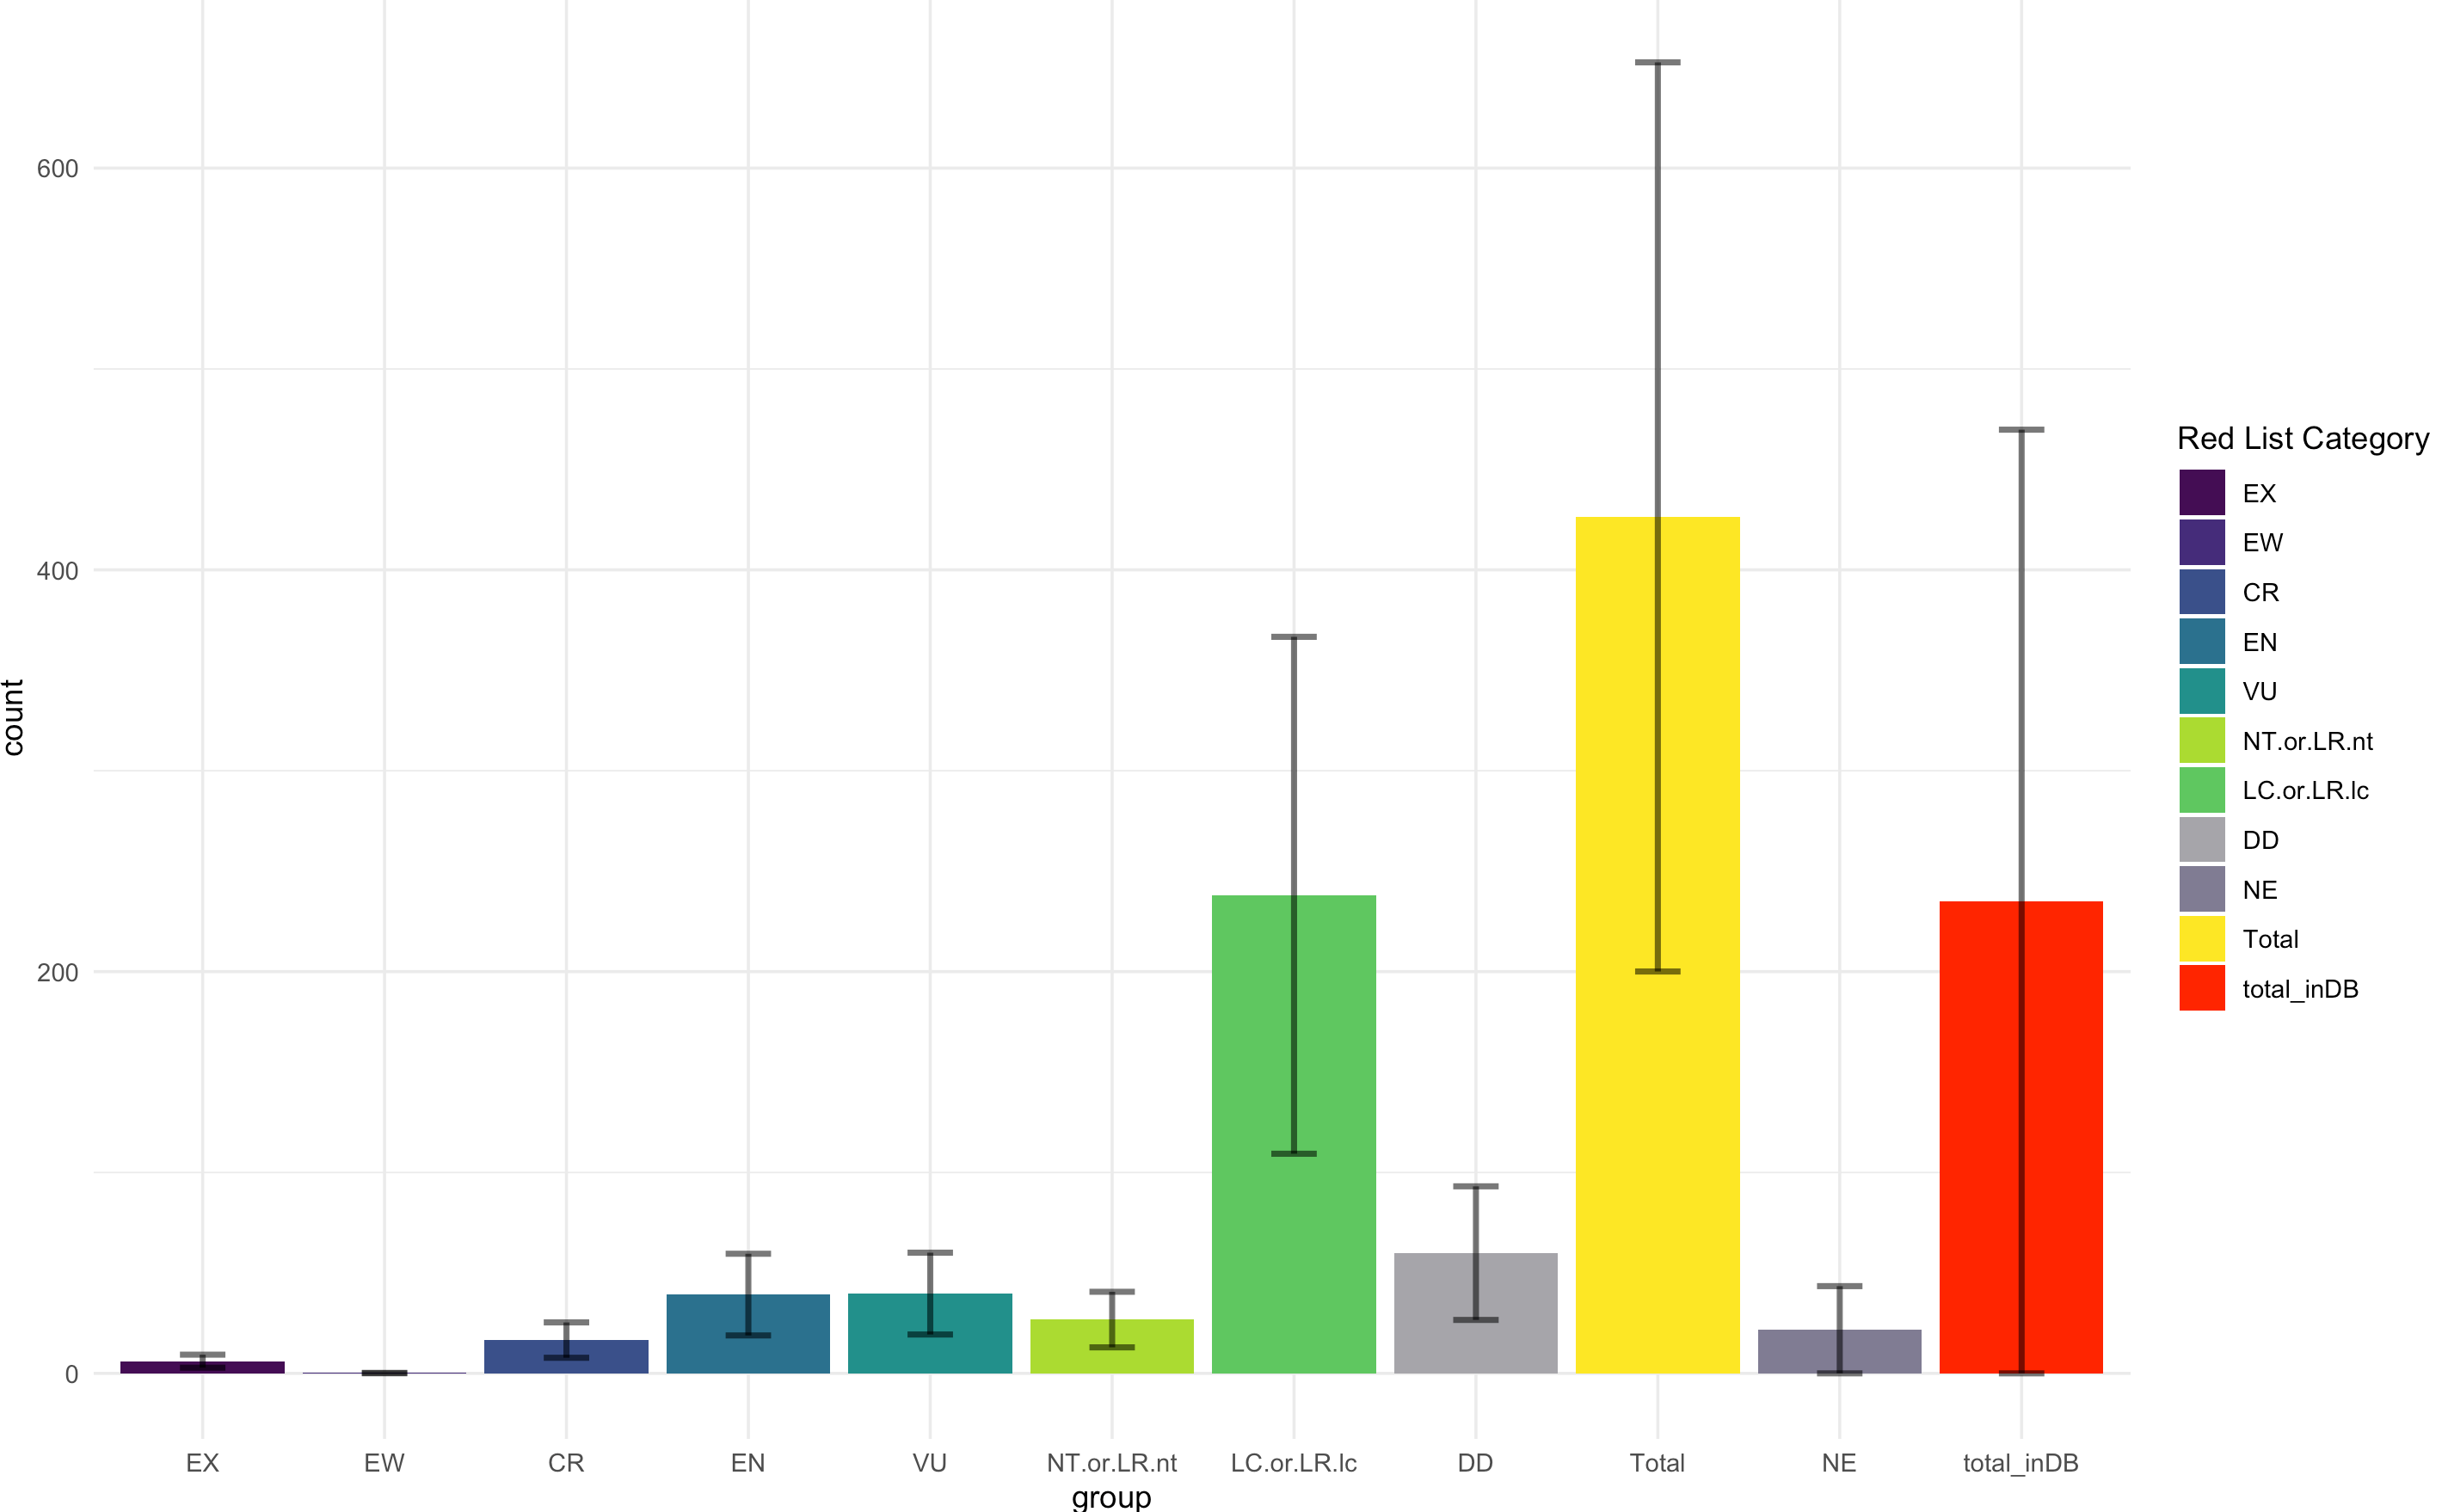 600
400
200
0
count
EX EW CR EN VU NT.or.LR.nt LC.or.LR.lc DD Total NE total_inDB
group
Red List Category
EX
EW
CR
EN
VU
NT.or.LR.nt
LC.or.LR.lc
DD
NE
Total
total_inDB